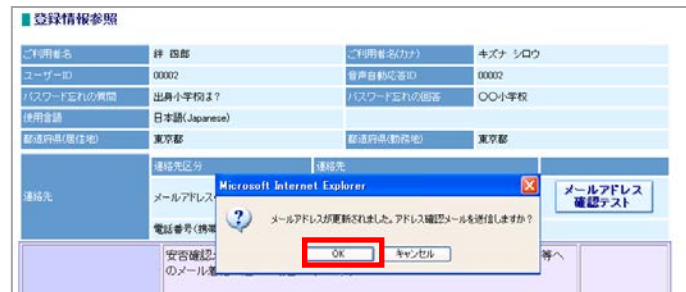 登録情報参照
ご利用者名 絆 四郎 ご利用者名(カナ) キズナ シロウ
ユーザーID 00002 音声自動応答ID 00002
パスワード忘れの質問 出身小学校は? パスワード忘れの回答 〇〇小学校
使用言語 日本語(Japanese)
都道府県(居住地) 東京都 都道府県(勤務地) 東京都
連絡先区分 連絡先
連絡先
メールアドレス
Microsoft Internet Explorer
メールアドレスが更新されました。アドレス確認メールを送信しますか?
OK キャンセル
メールアドレス
確認テスト
電話番号(携帯
安否確認 等へ
のメール着